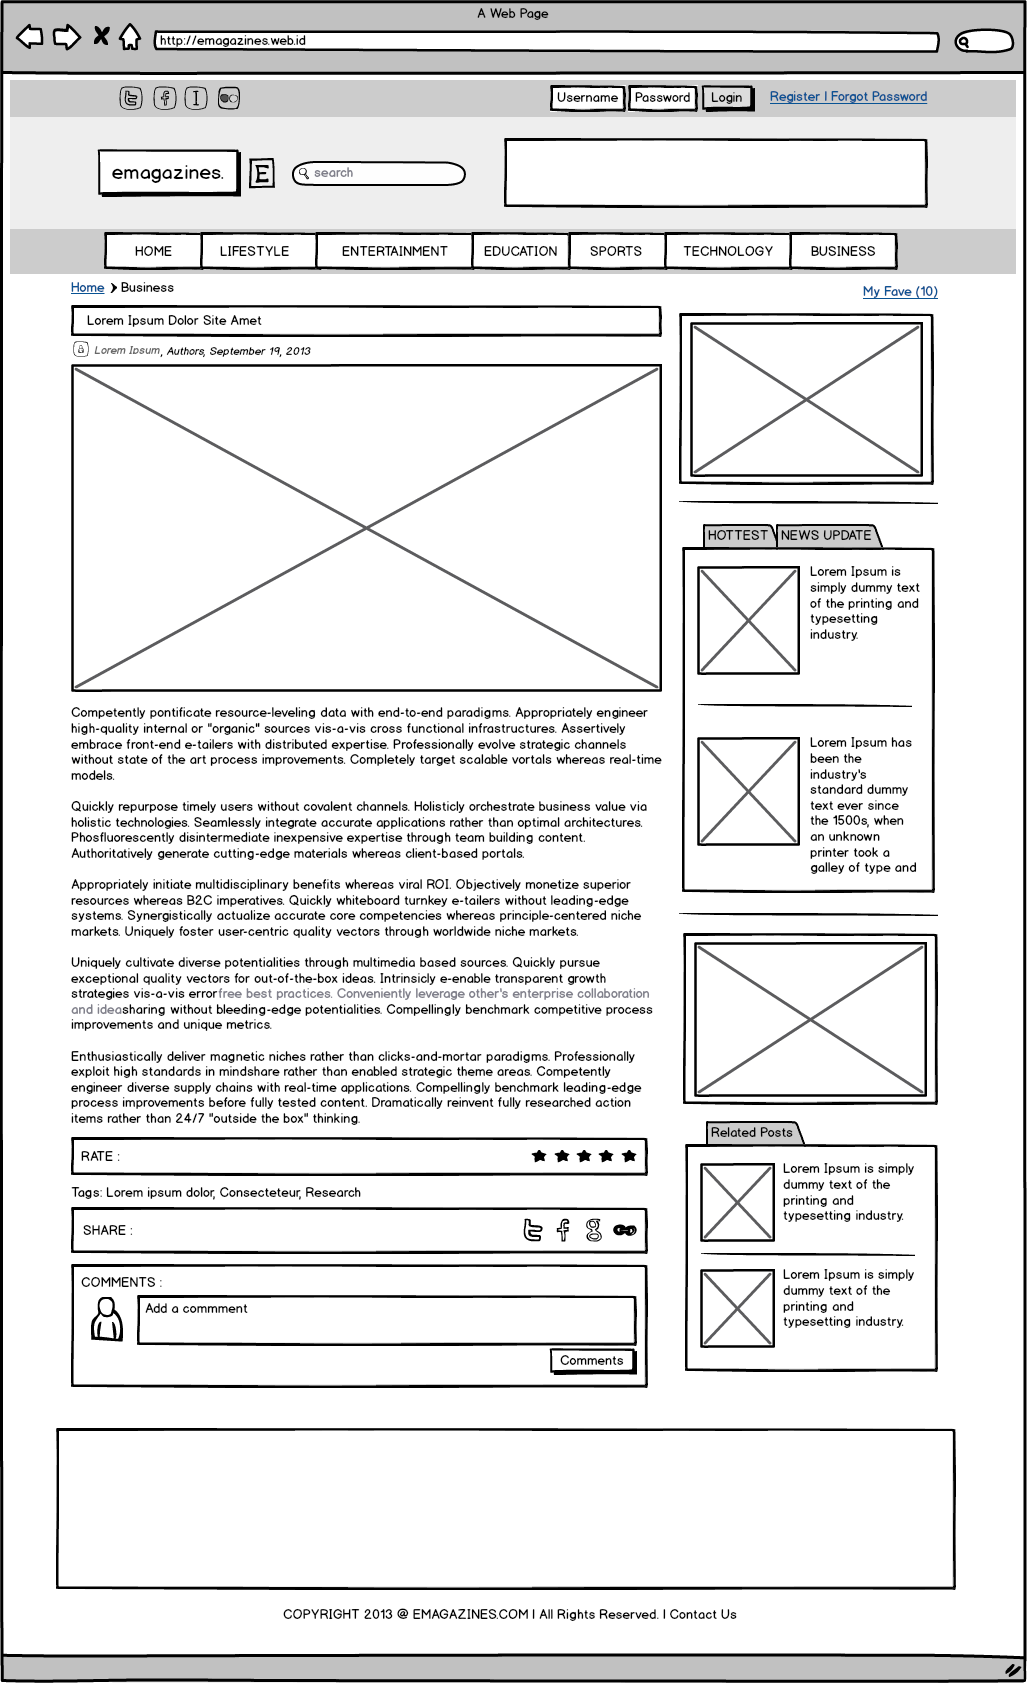 A Web Page
http://emagazines.web.id
Username Password Login Register | Forgot Password
emagazines. E search
HOME LIFESTYLE ENTERTAINMENT EDUCATION SPORTS TECHNOLOGY BUSINESS
Home Business
My Fave (10)
Lorem Ipsum Dolor Site Amet
Lorem Ipsum, Authors, September 19, 2013
Competently pontificate resource-leveling data with end-to-end paradigms. Appropriately engineer
high-quality internal or "organic" sources vis-a-vis cross functional infrastructures. Assertively
embrace front-end e-tailers with distributed expertise. Professionally evolve strategic channels
without state of the art process improvements. Completely target scalable vortals whereas real-time
models.
Quickly repurpose timely users without covalent channels. Holisticly orchestrate business value via
holistic technologies. Seamlessly integrate accurate applications rather than optimal architectures.
Phosfluorescently disintermediate inexpensive expertise through team building content.
Authoritatively generate cutting-edge materials whereas client-based portals.
Appropriately initiate multidisciplinary benefits whereas viral ROI. Objectively monetize superior
resources whereas B2C imperatives. Quickly whiteboard turnkey e-tailers without leading-edge
systems. Synergistically actualize accurate core competencies whereas principle-centered niche
markets. Uniquely foster user-centric quality vectors through worldwide niche markets.
Uniquely cultivate diverse potentialities through multimedia based sources. Quickly pursue
exceptional quality vectors for out-of-the-box ideas. Intrinsicly e-enable transparent growth
strategies vis-a-vis errorfree best practices. Conveniently leverage other's enterprise collaboration
and ideasharing without bleeding-edge potentialities. Compellingly benchmark competitive process
improvements and unique metrics.
Enthusiastically deliver magnetic niches rather than clicks-and-mortar paradigms. Professionally
exploit high standards in mindshare rather than enabled strategic theme areas. Competently
engineer diverse supply chains with real-time applications. Compellingly benchmark leading-edge
process improvements before fully tested content. Dramatically reinvent fully researched action
items rather than 24/7 "outside the box" thinking.
RATE :
Tags: Lorem ipsum dolor, Consecteteur, Research
SHARE :
COMMENTS :
Add a commment
Comments
HOTTEST NEWS UPDATE
Lorem Ipsum is
simply dummy text
of the printing and
typesetting
industry.
Lorem Ipsum has
been the
industry's
standard dummy
text ever since
the 1500s, when
an unknown
printer took a
galley of type and
Related Posts
Lorem Ipsum is simply
dummy text of the
printing and
typesetting industry.
Lorem Ipsum is simply
dummy text of the
printing and
typesetting industry.
COPYRIGHT 2013 @ EMAGAZINES.COM | All Rights Reserved. | Contact Us